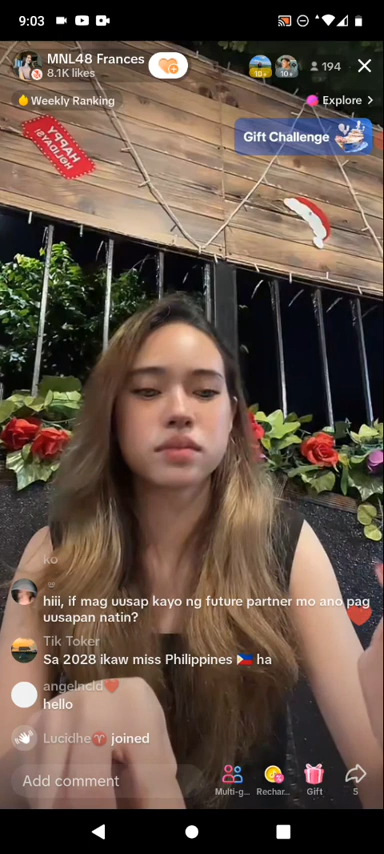 9:03
MNL48 Frances
8.1K likes
10+
10+
194
Weekly Ranking
Explore
Gift Challenge
HAPPY
HOLIDAYS!
ko
hiii, if mag uusap kayo ng future partner mo ano pag
uusapan natin?
Tik Toker
Sa 2028 ikaw miss Philippines 🇵🇭 ha
angelncld❤️
hello
Lucidhe♈ joined
Add comment
Multi-g...
Rechar...
Gift
S